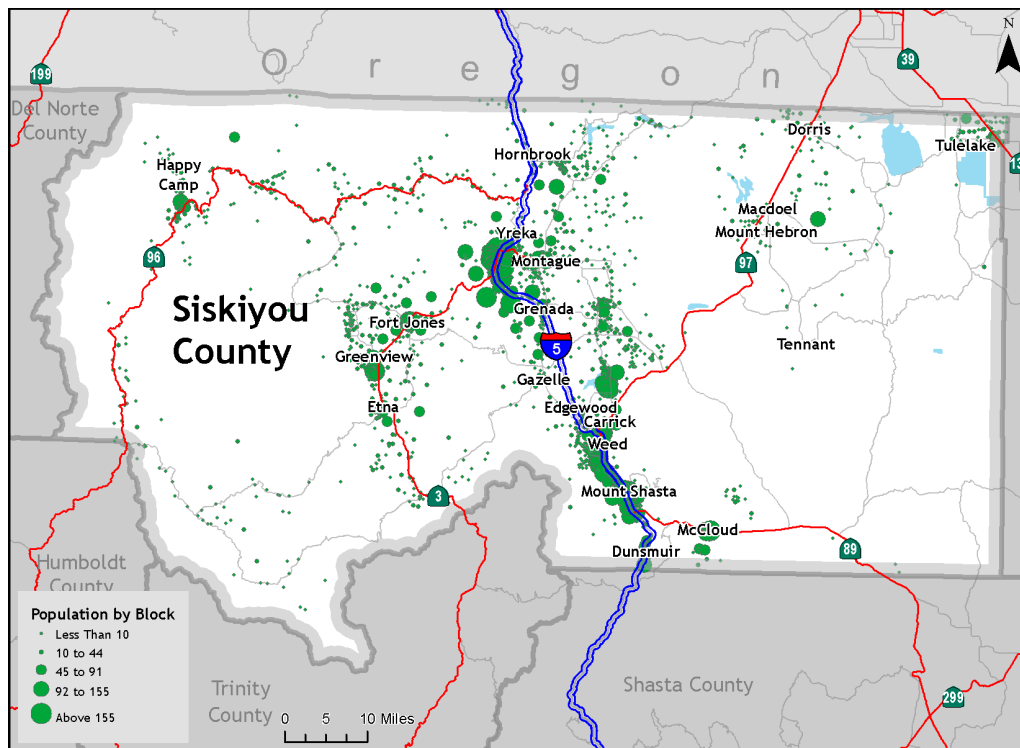 N
199
39
Oregon
Del Norte
County
Dorris
Tulelake
Hornbrook
Happy
Camp
Macdoel
Mount Hebron
Yreka
Montague
96
97
Siskiyou
County
Grenada
Fort Jones
5
Tennant
Greenview
Gazelle
Etna
Edgewood
Carrick
Weed
Mount Shasta
3
McCloud
Dunsmuir
89
Humboldt
County
Population by Block
Less Than 10
10 to 44
45 to 91
92 to 155
Above 155
Trinity
County
Shasta County
299
0 5 10 Miles